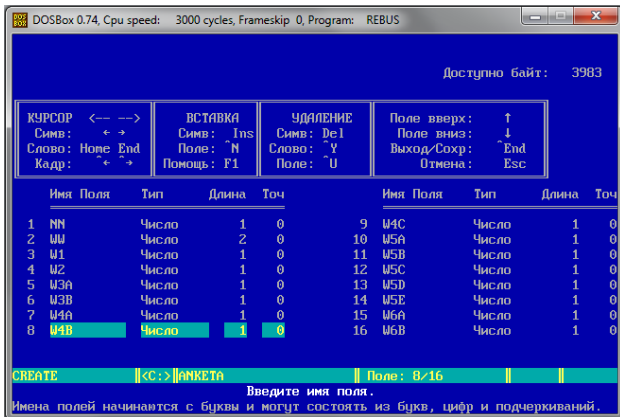 DOSBox 0.74, Cpu speed: 3000 cycles, Frameskip 0, Program: REBUS
Доступно байт: 3983
КУРСОР <-- --> ВСТАВКА УДАЛЕНИЕ Поле вверх: ↑
Симв: ← → Симв: Ins Симв: Del Поле вниз: ↓
Слово: Home End Поле: ^N Слово: ^Y Выход/Сохр: ^End
Кадр: ^← ^→ Помощь: F1 Поле: ^U Отмена: Esc
Имя Поля Тип Длина Точ Имя Поля Тип Длина Точ
1 NN Число 1 0 9 W4C Число 1 0
2 WW Число 2 0 10 W5A Число 1 0
3 W1 Число 1 0 11 W5B Число 1 0
4 W2 Число 1 0 12 W5C Число 1 0
5 W3A Число 1 0 13 W5D Число 1 0
6 W3B Число 1 0 14 W5E Число 1 0
7 W4A Число 1 0 15 W6A Число 1 0
8 W4B Число 1 0 16 W6B Число 1 0
CREATE <C:> ANKETA Поле: 8/16
Введите имя поля.
Имена полей начинаются с буквы и могут состоять из букв, цифр и подчеркиваний.